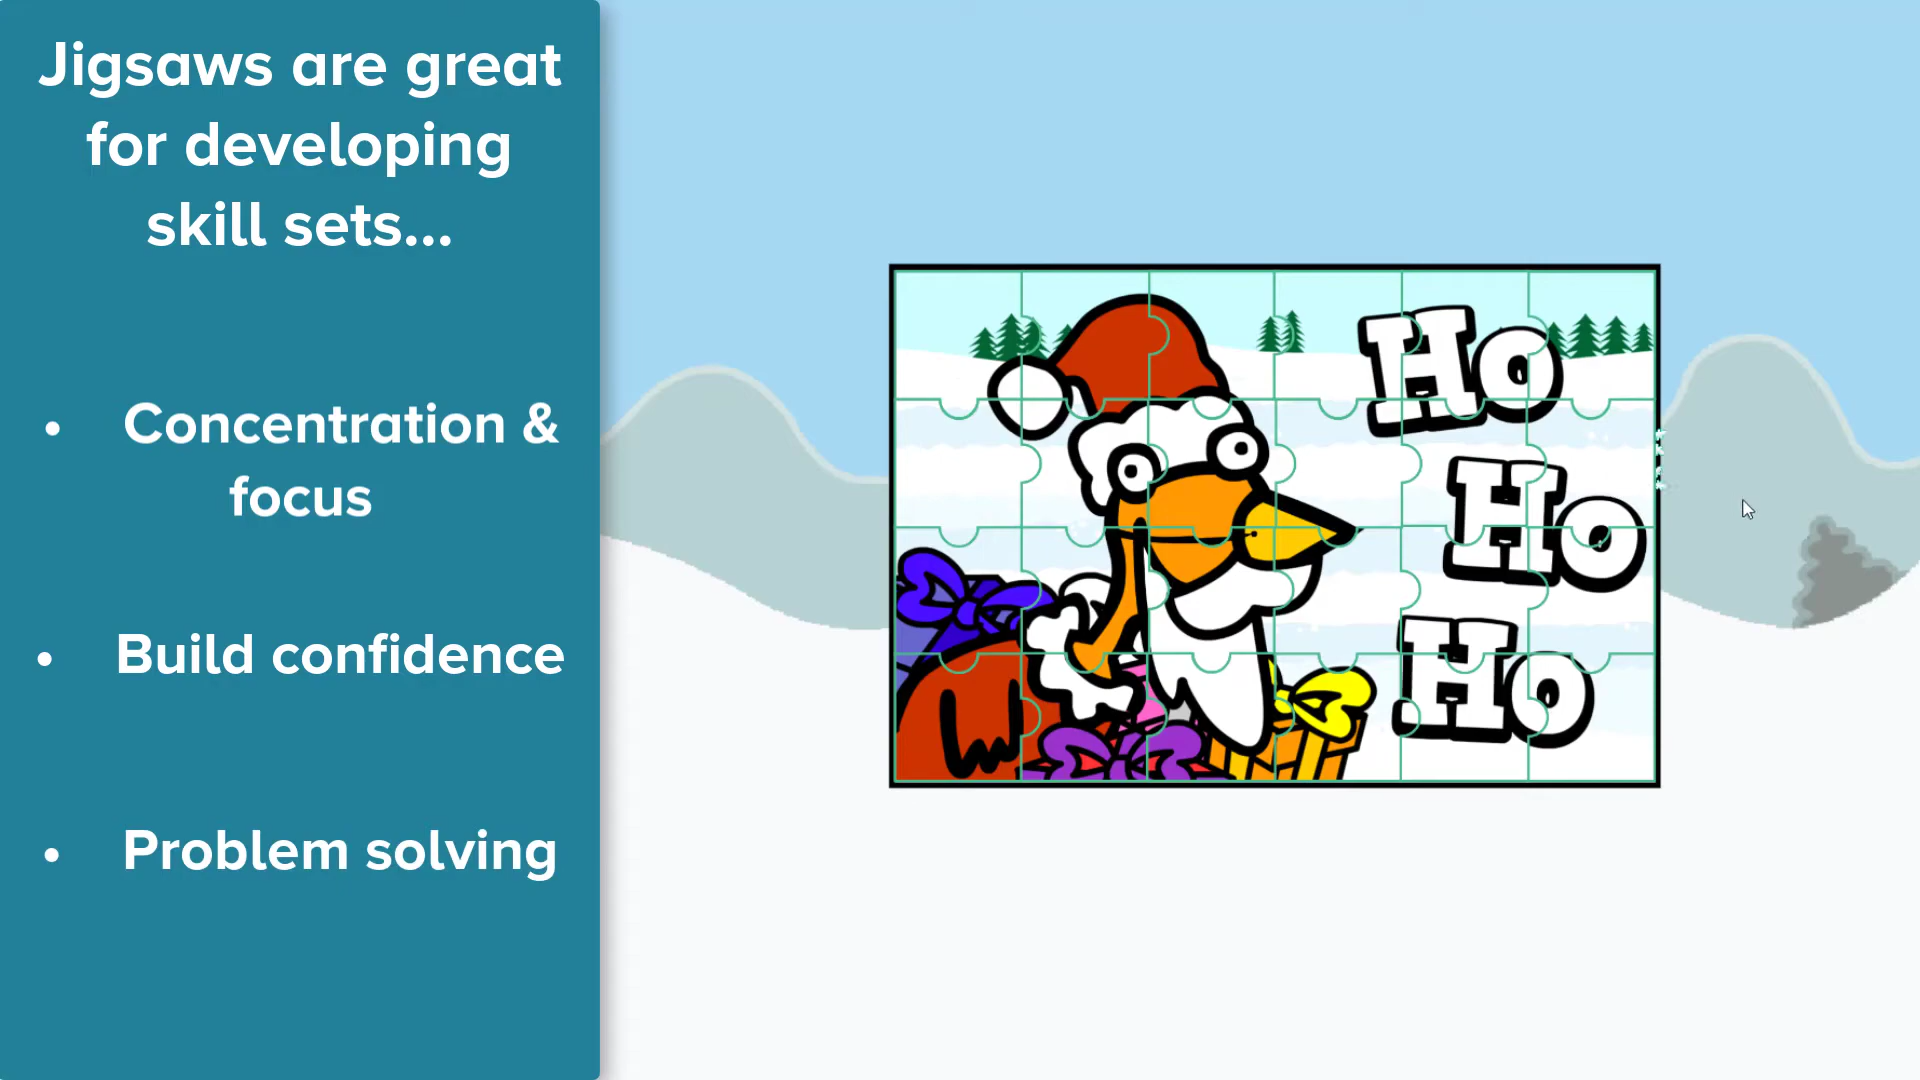 Jigsaws are great
for developing
skill sets...
• Concentration &
focus
• Build confidence
• Problem solving
Ho
Ho
Ho